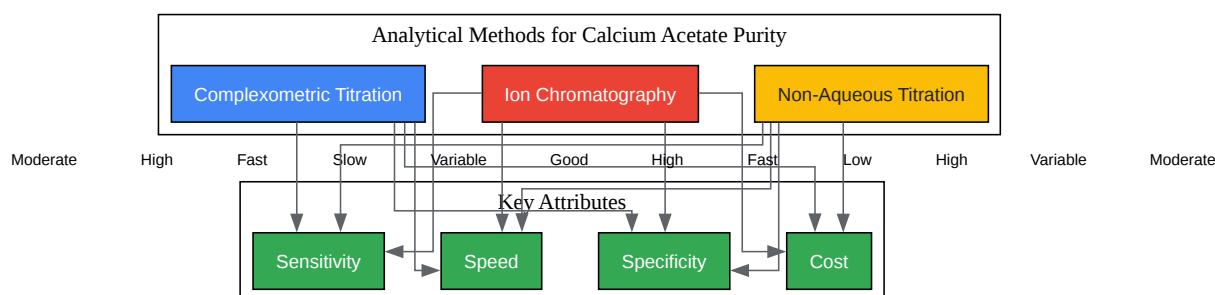 Analytical Methods for Calcium Acetate Purity
Complexometric Titration
Ion Chromatography
Non-Aqueous Titration
Moderate High Fast Slow Variable Good High Fast Low High Variable Moderate
Key Attributes
Sensitivity
Speed
Specificity
Cost